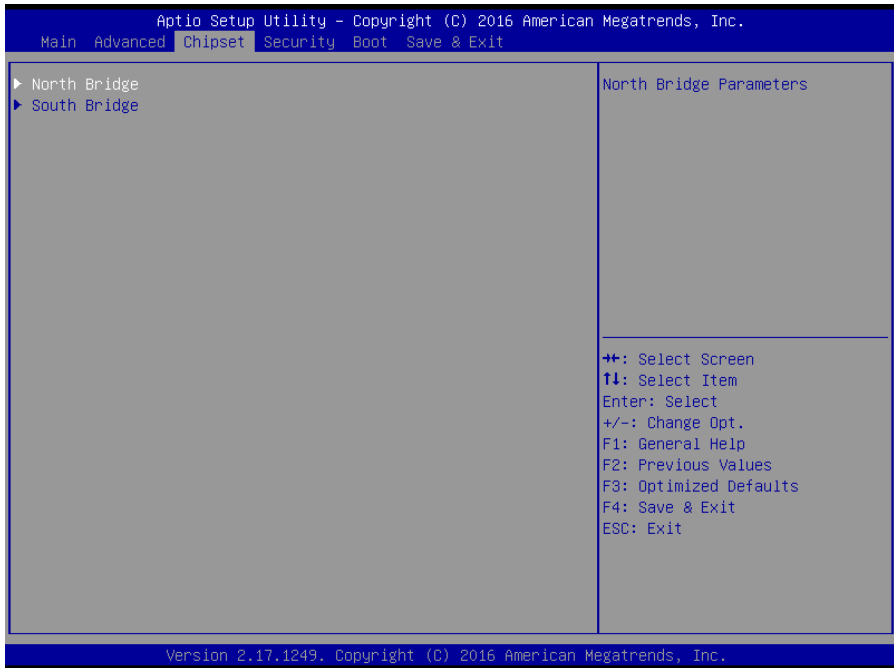 Aptio Setup Utility – Copyright (C) 2016 American Megatrends, Inc.
Main Advanced Chipset Security Boot Save & Exit
▶ North Bridge
▶ South Bridge
North Bridge Parameters
→←: Select Screen
↑↓: Select Item
Enter: Select
+/-: Change Opt.
F1: General Help
F2: Previous Values
F3: Optimized Defaults
F4: Save & Exit
ESC: Exit
Version 2.17.1249. Copyright (C) 2016 American Megatrends, Inc.